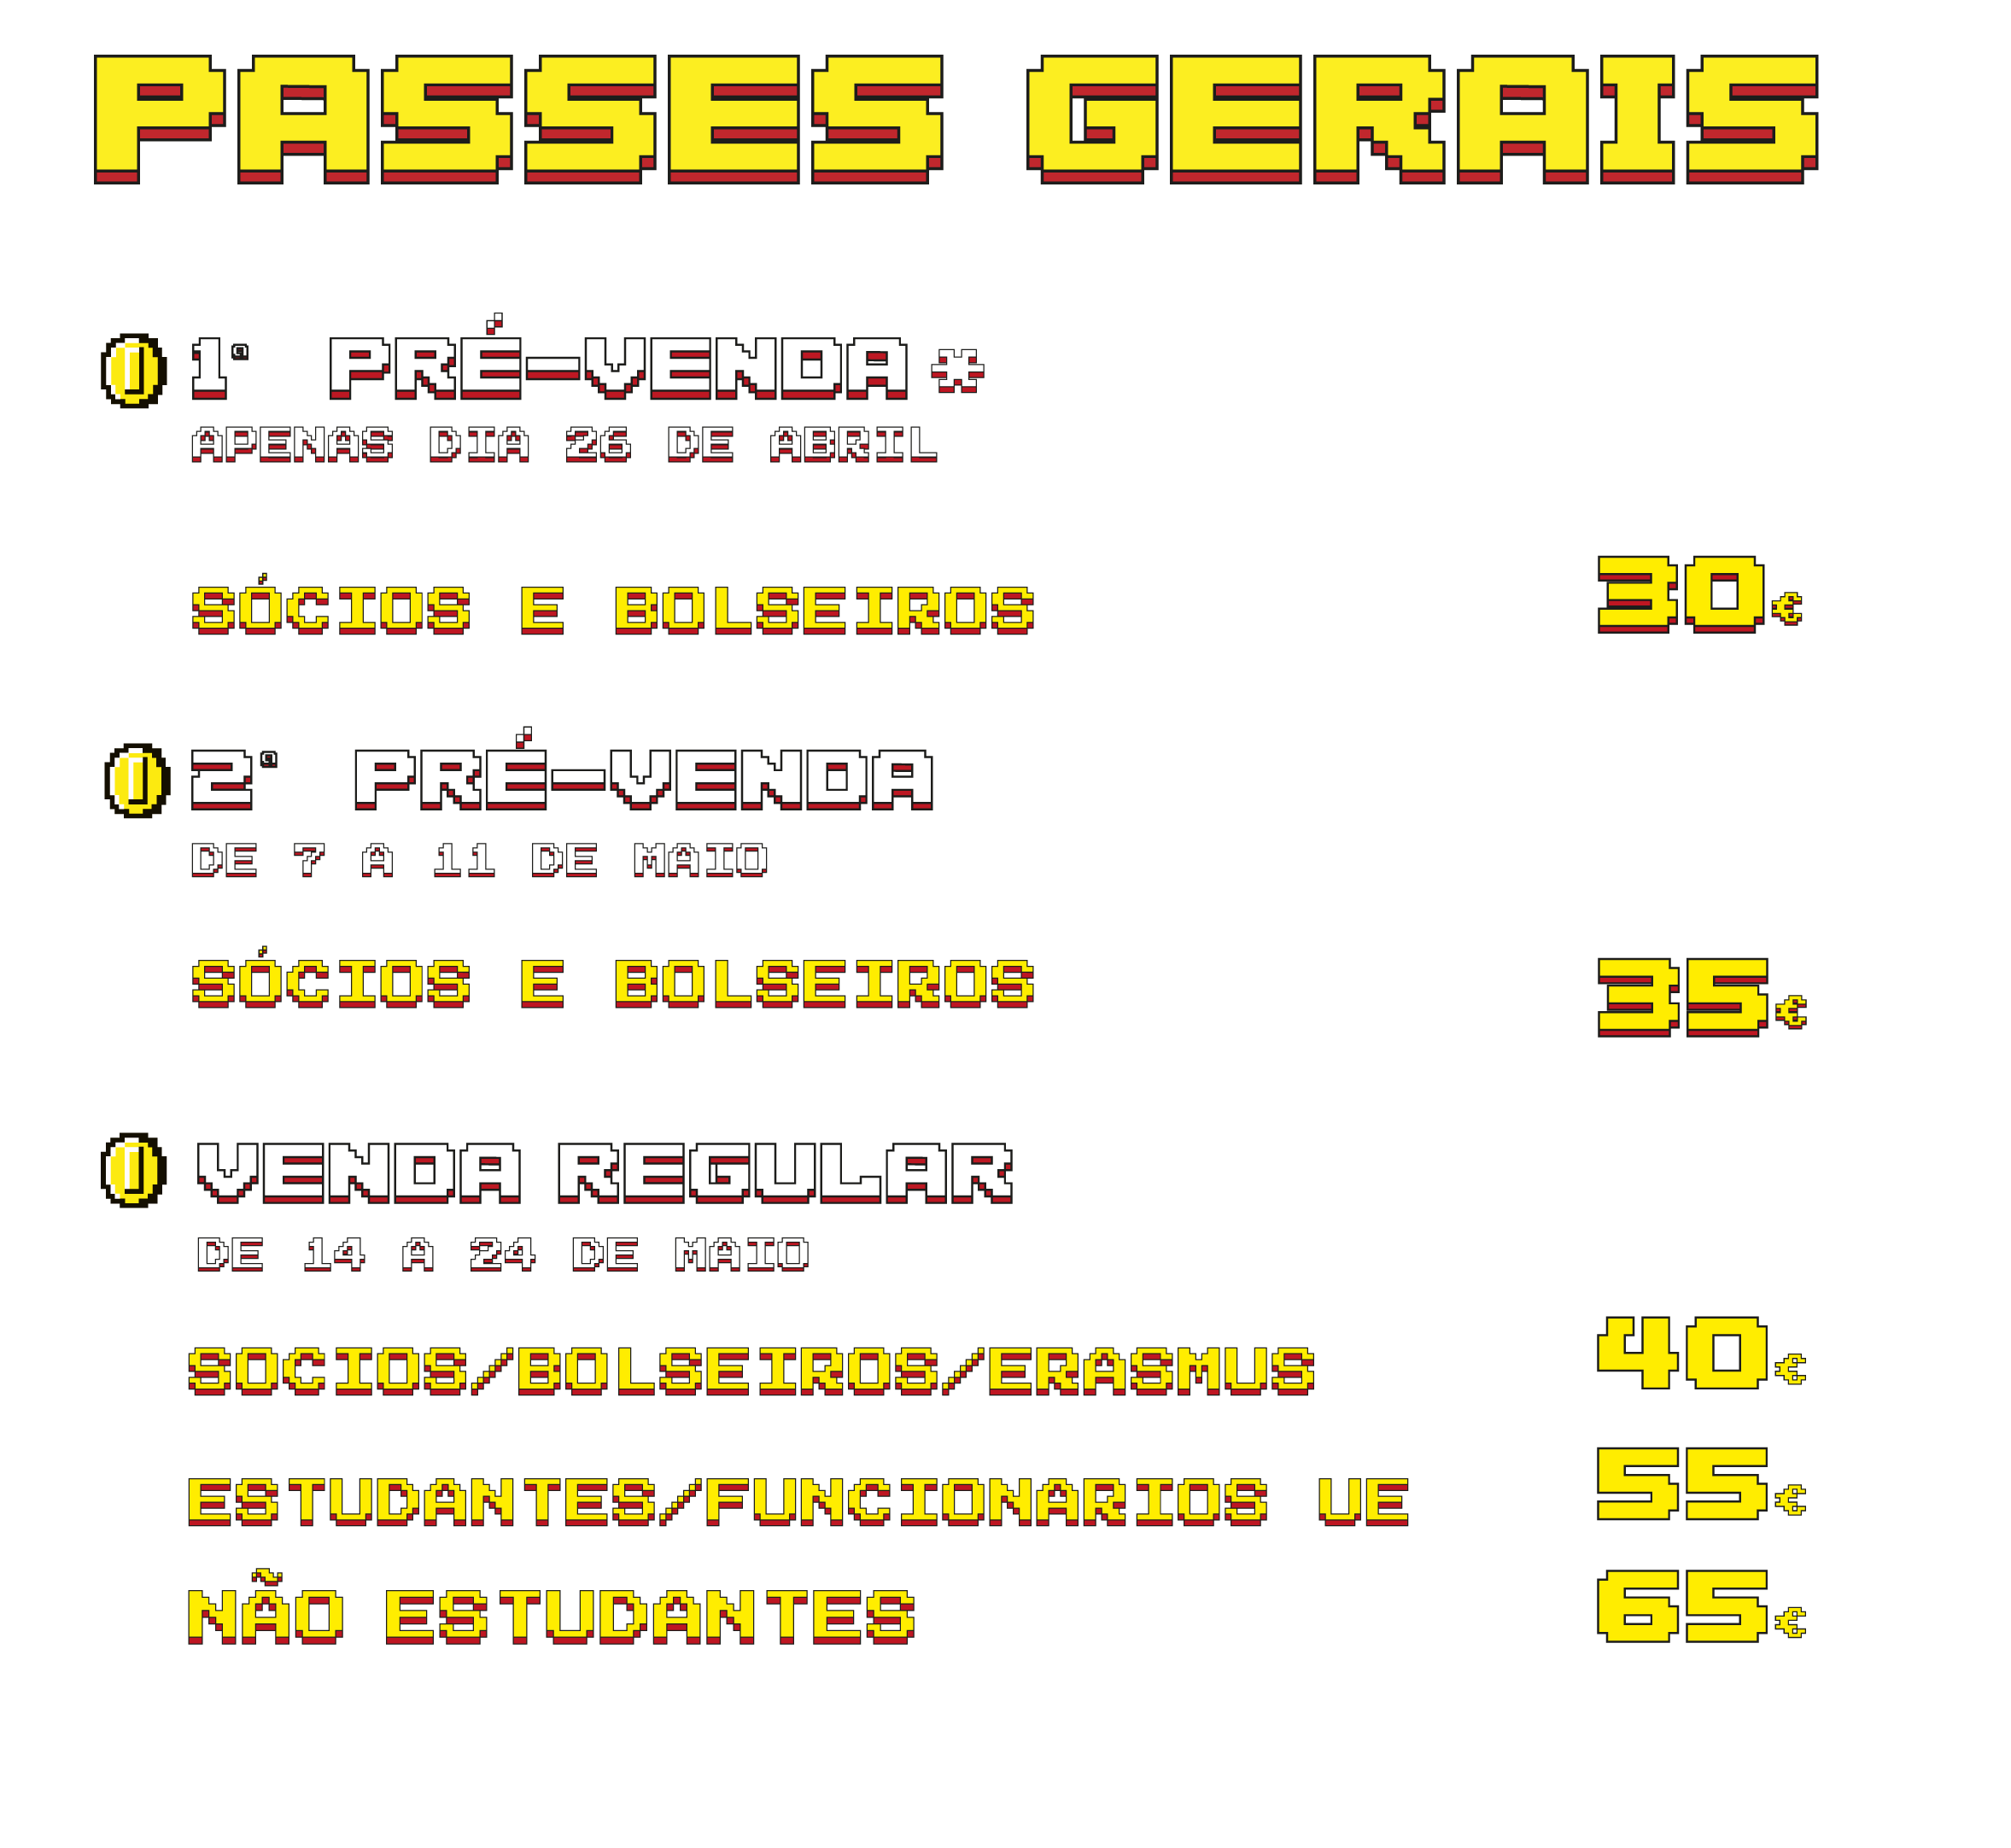 PASSES GERAIS
1ª PRÉ-VENDA *
APENAS DIA 26 DE ABRIL
SÓCIOS E BOLSEIROS 30€
2ª PRÉ-VENDA
DE 7 A 11 DE MAIO
SÓCIOS E BOLSEIROS 35€
VENDA REGULAR
DE 14 A 24 DE MAIO
SOCIOS/BOLSEIROS/ERASMUS 40€
ESTUDANTES/FUNCIONARIOS UE 55€
NÃO ESTUDANTES 65€